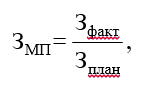 З_МП = З_факт / З_план,